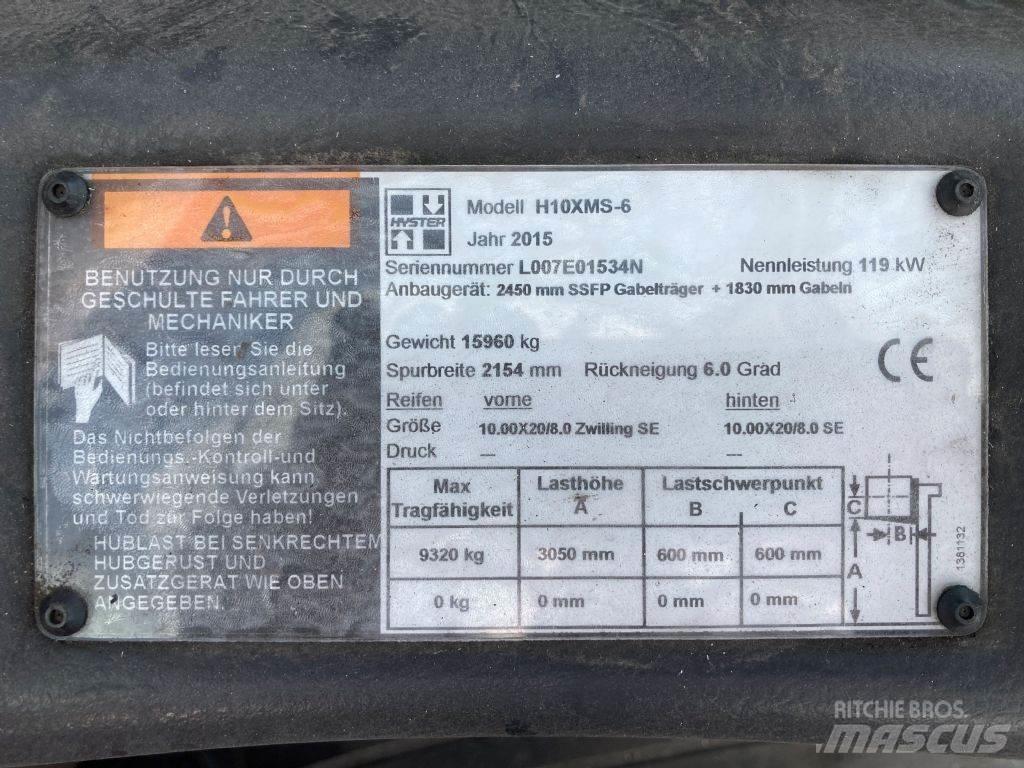 BENUTZUNG NUR DURCH
GESCHULTE FAHRER UND
MECHANIKER
Bitte lesen Sie die
Bedienungsanleitung
(befindet sich unter
oder hinter dem Sitz).
Das Nichtbefolgen der
Bedienungs.-Kontroll-und
Wartungsanweisung kann
schwerwiegende Verletzungen
und Tod zur Folge haben!
HUBLAST BEI SENKRECHTEM
HUBGERÜST UND
ZUSATZGERÄT WIE OBEN
ANGEGEBEN.
HYSTER
Modell H10XMS-6
Jahr 2015
Seriennummer L007E01534N Nennleistung 119 kW
Anbaugerät: 2450 mm SSFP Gabelträger + 1830 mm Gabeln
Gewicht 15960 kg
Spurbreite 2154 mm Rückneigung 6.0 Grad
CE
Reifen vorne hinten
Größe 10.00X20/8.0 Zwilling SE 10.00X20/8.0 SE
Druck — —
Max Lasthöhe Lastschwerpunkt
Tragfähigkeit A B C
9320 kg 3050 mm 600 mm 600 mm
0 kg 0 mm 0 mm 0 mm
C
B
A
1381132
RITCHIE BROS.
MASCUS